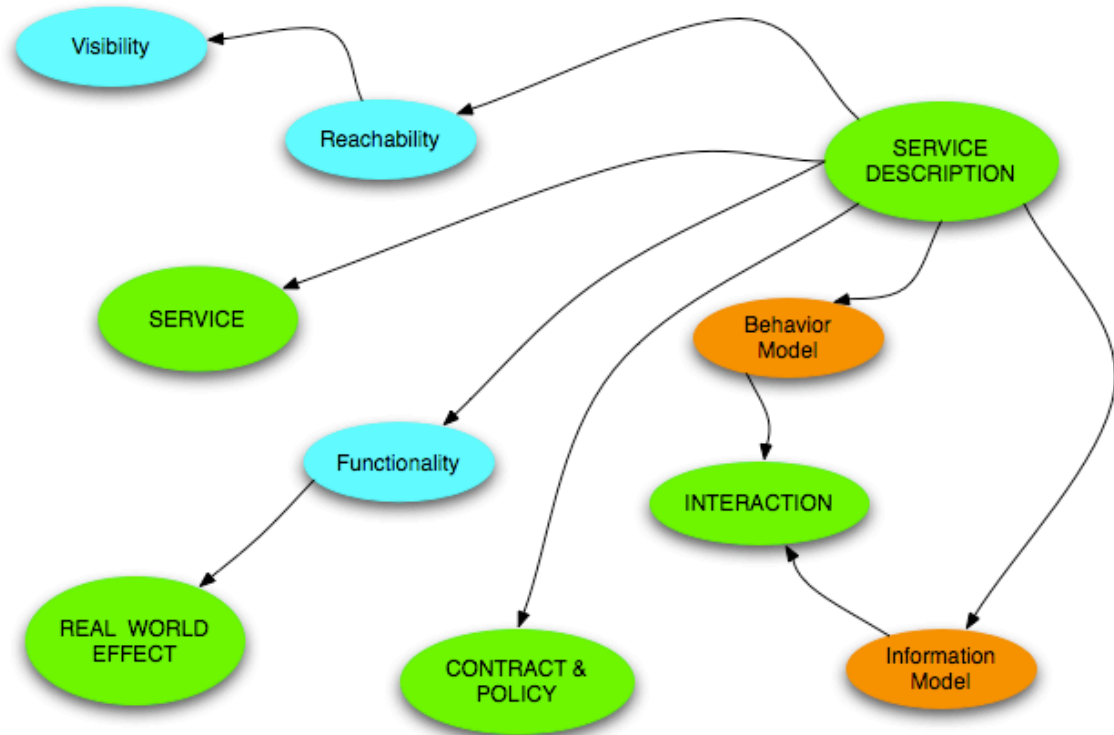 Visibility
Reachability
SERVICE
DESCRIPTION
SERVICE
Behavior
Model
Functionality
INTERACTION
REAL WORLD
EFFECT
CONTRACT &
POLICY
Information
Model